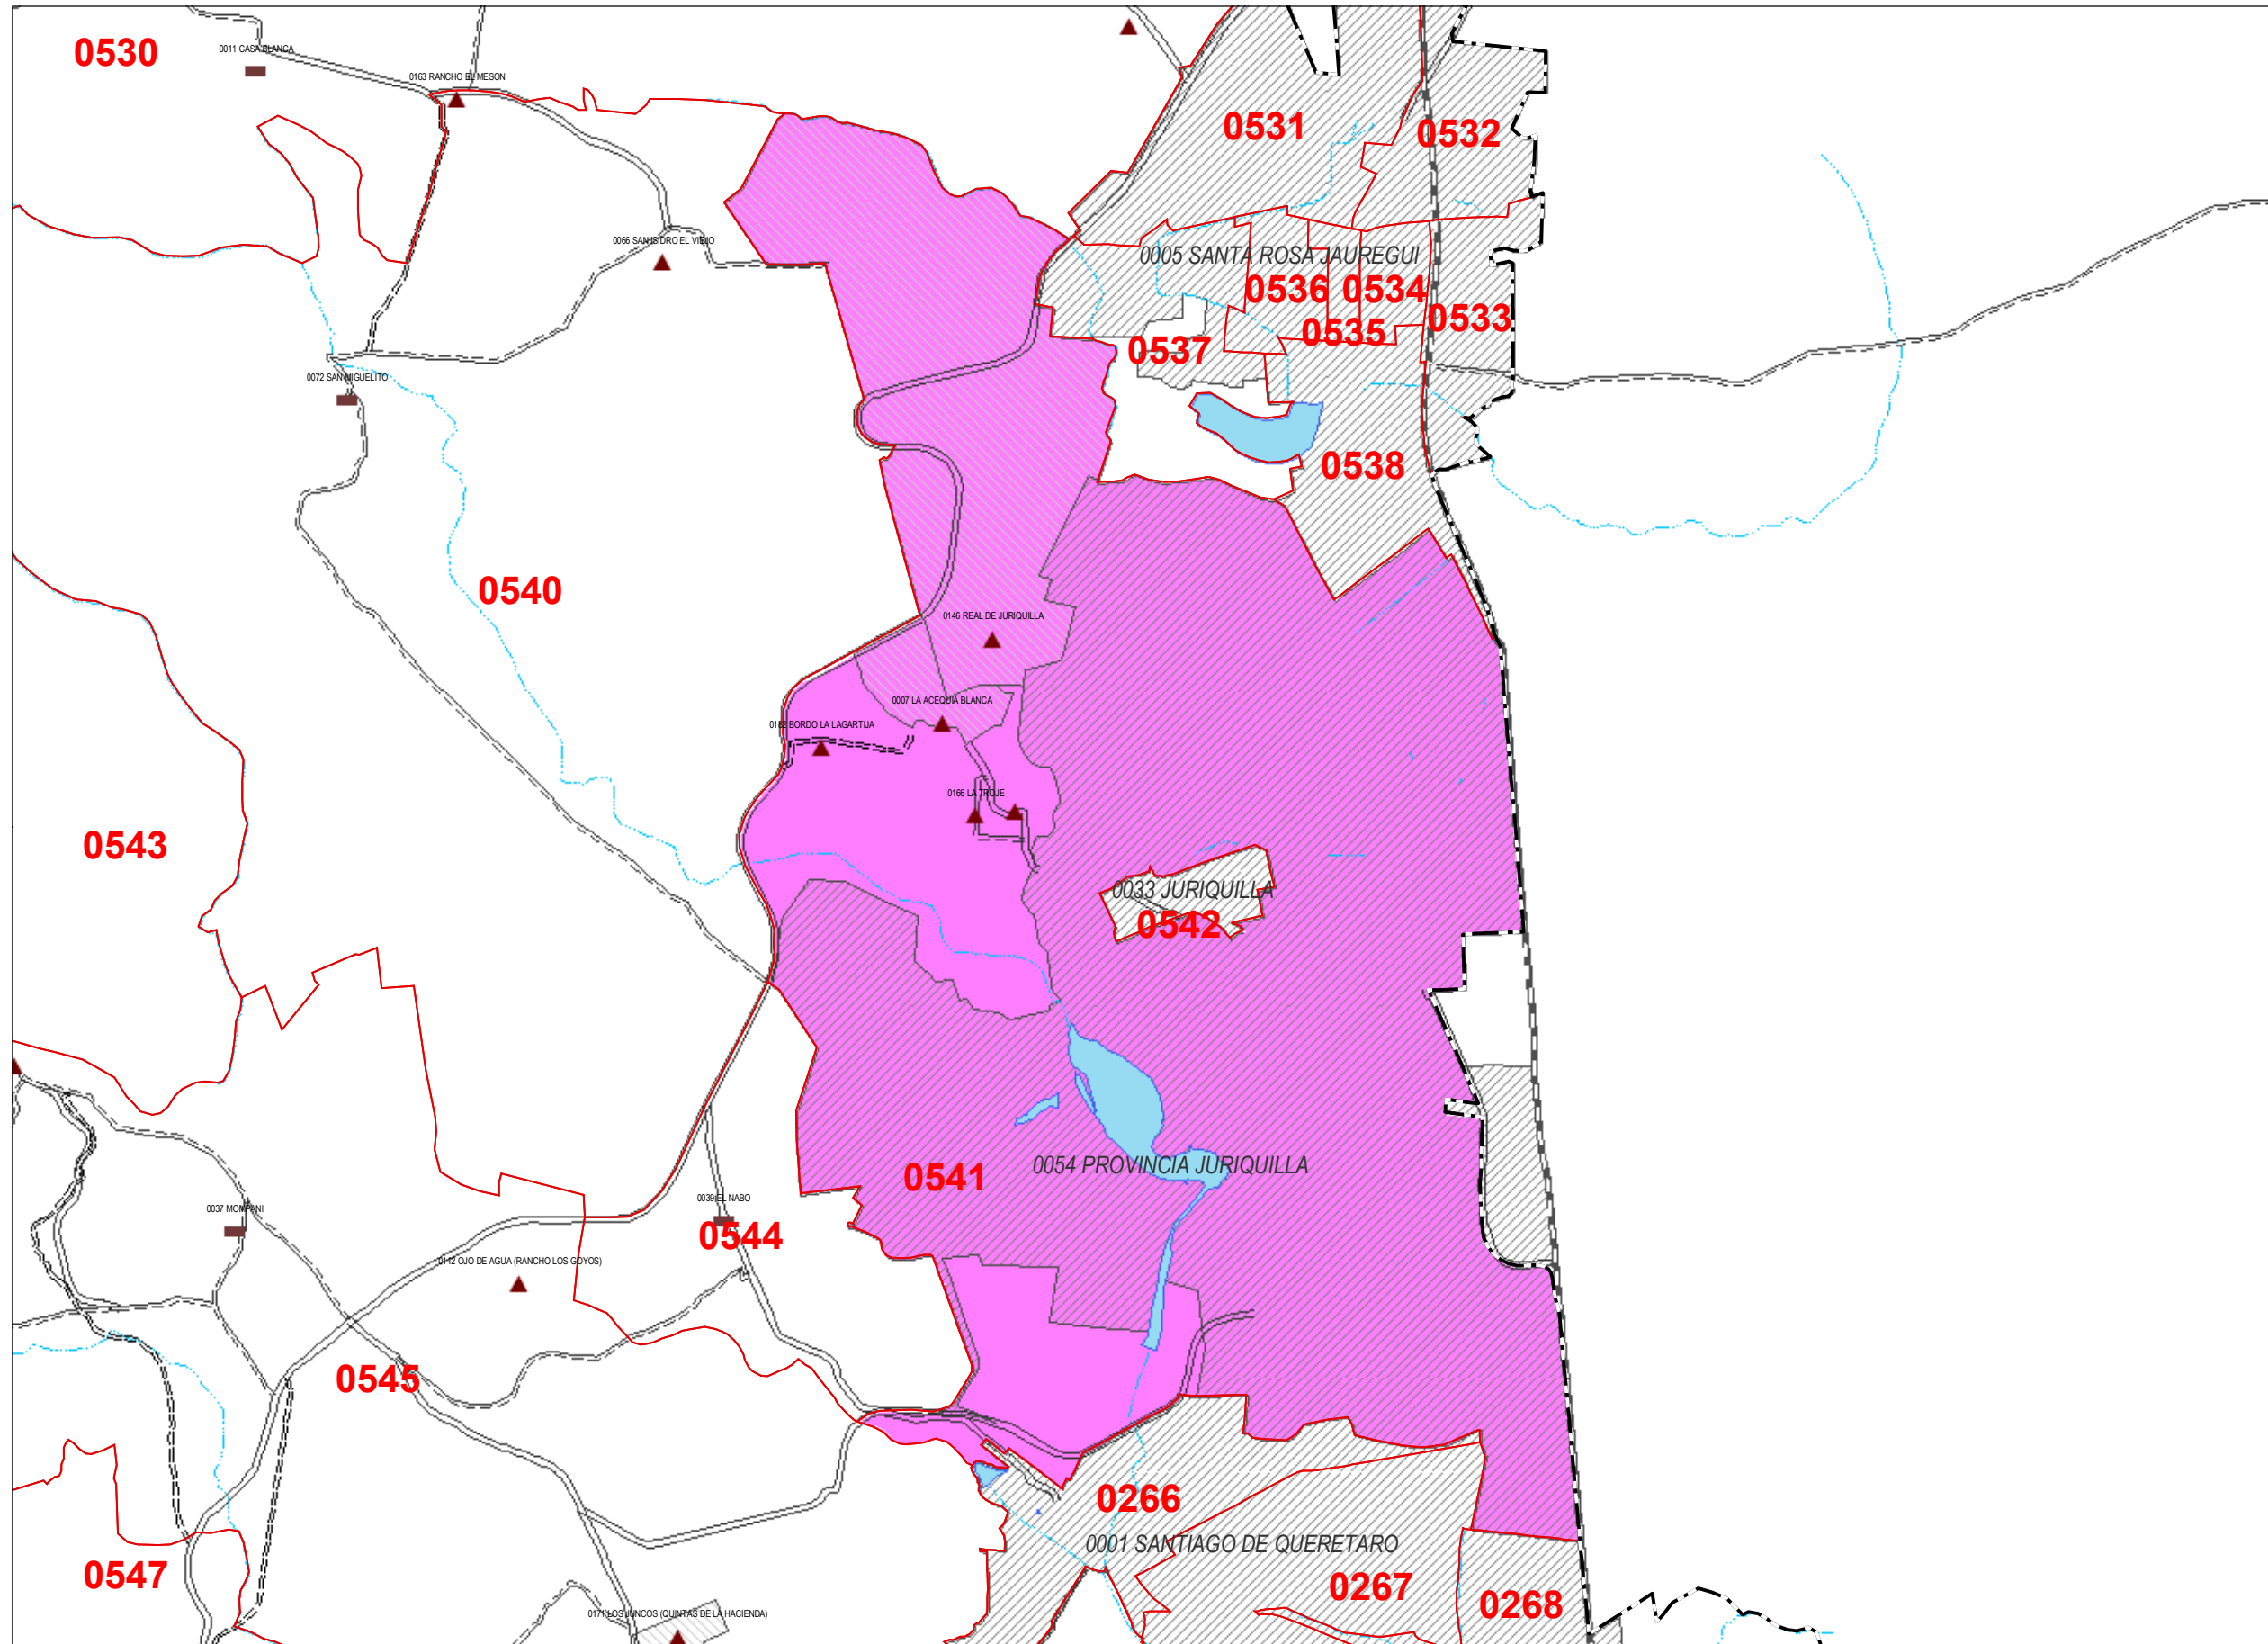 0530
0011 CASA BLANCA
0163 RANCHO EL MESON
0531
0532
0066 SAN ISIDRO EL VIEJO
0005 SANTA ROSA JAUREGUI
0536
0534
0533
0535
0537
0072 SAN MIGUELITO
0538
0540
0146 REAL DE JURIQUILLA
0007 LA ACEQUIA BLANCA
0182 BORDO LA LAGARTIJA
0166 LA TROJE
0543
0033 JURIQUILLA
0542
0054 PROVINCIA JURIQUILLA
0541
0039 EL NABO
0037 MOMPANI
0544
0112 OJO DE AGUA (RANCHO LOS GOYOS)
0545
0266
0001 SANTIAGO DE QUERETARO
0547
0267
0268
0171 LOS JUNCOS (QUINTAS DE LA HACIENDA)